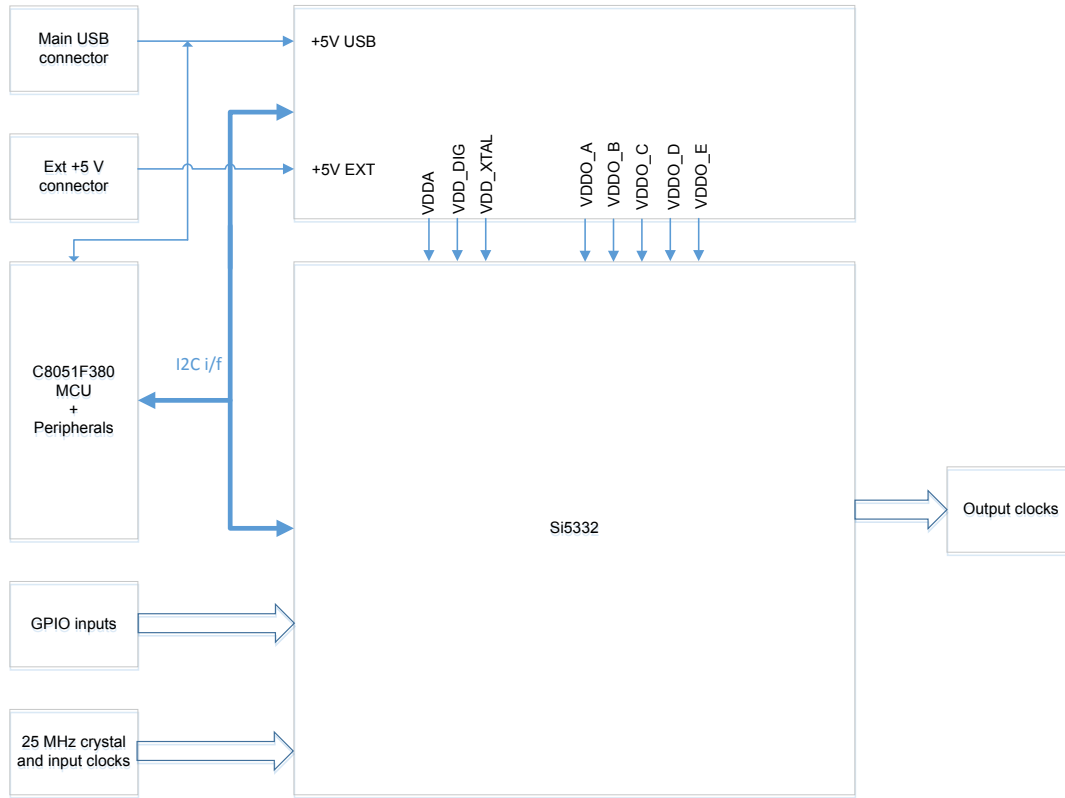 Main USB
connector
+5V USB
Ext +5 V
connector
+5V EXT
VDDA
VDD_DIG
VDD_XTAL
VDDO_A
VDDO_B
VDDO_C
VDDO_D
VDDO_E
C8051F380
MCU
+
Peripherals
I2C i/f
Si5332
Output clocks
GPIO inputs
25 MHz crystal
and input clocks